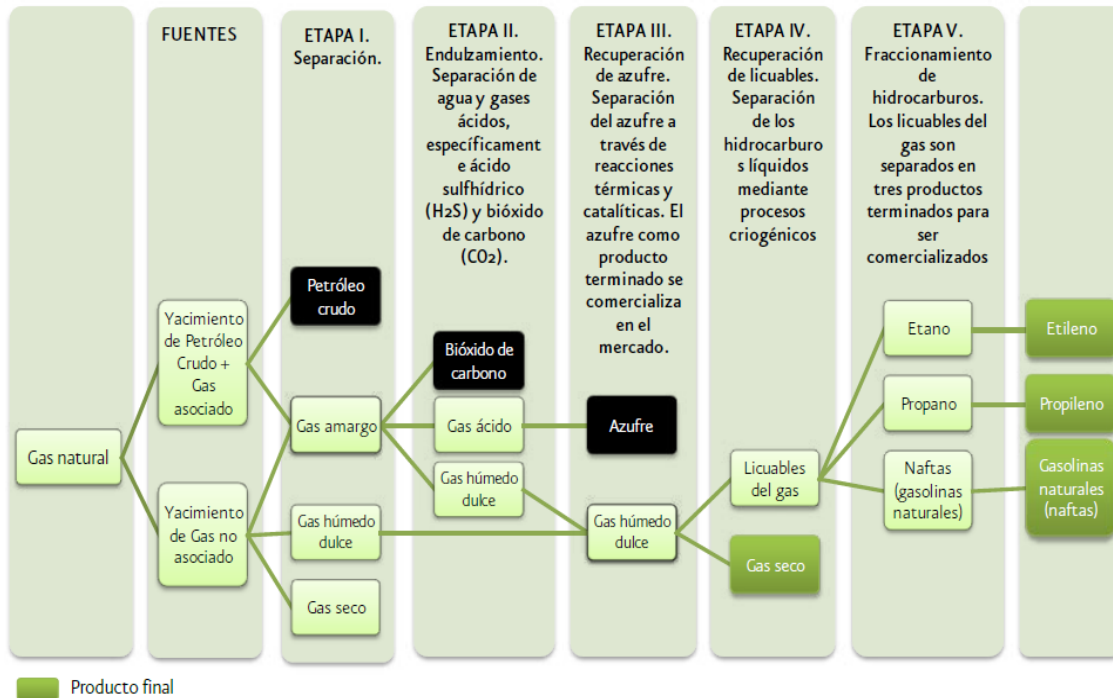 FUENTES
ETAPA I.
Separación.
ETAPA II.
Endulzamiento.
Separación de
agua y gases
ácidos,
específicament
e ácido
sulfhídrico
(H2S) y bióxido
de carbono
(CO2).
ETAPA III.
Recuperación
de azufre.
Separación
del azufre a
través de
reacciones
térmicas y
catalíticas. El
azufre como
producto
terminado se
comercializa
en el
mercado.
ETAPA IV.
Recuperación
de licuables.
Separación
de los
hidrocarburo
s líquidos
mediante
procesos
criogénicos
ETAPA V.
Fraccionamiento
de
hidrocarburos.
Los licuables del
gas son
separados en
tres productos
terminados para
ser
comercializados
Gas natural
Yacimiento
de Petróleo
Crudo +
Gas
asociado
Yacimiento
de Gas no
asociado
Petróleo
crudo
Gas amargo
Gas húmedo
dulce
Gas seco
Bióxido de
carbono
Gas ácido
Gas húmedo
dulce
Azufre
Gas húmedo
dulce
Licuables
del gas
Gas seco
Etano
Propano
Naftas
(gasolinas
naturales)
Etileno
Propileno
Gasolinas
naturales
(naftas)
Producto final